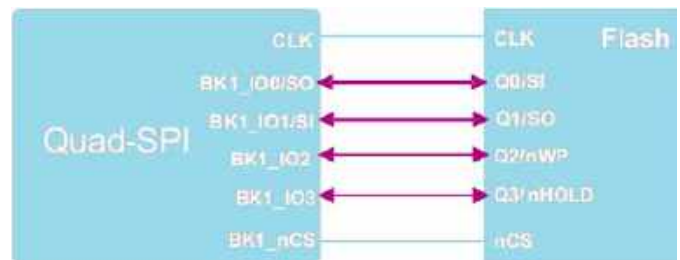 CLK CLK Flash
BK1_IO0/SO Q0/SI
BK1_IO1/SI Q1/SO
Quad-SPI
BK1_IO2 Q2/nWP
BK1_IO3 Q3/nHOLD
BK1_nCS nCS